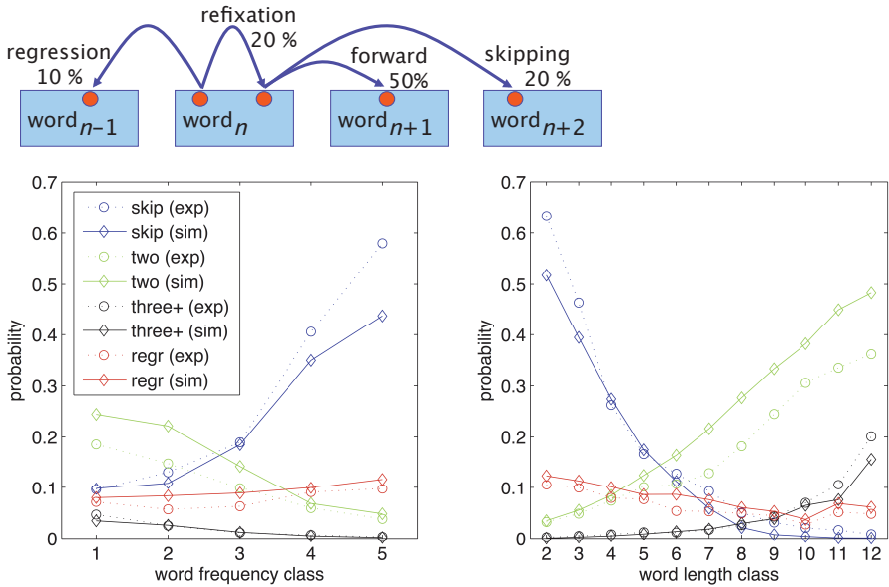 refixation
20 %
regression
10 %
forward
50%
skipping
20 %
word n-1
word n
word n+1
word n+2
0.7
0.6
0.5
0.4
0.3
0.2
0.1
0
probability
skip (exp)
skip (sim)
two (exp)
two (sim)
three+ (exp)
three+ (sim)
regr (exp)
regr (sim)
1 2 3 4 5
word frequency class
0.7
0.6
0.5
0.4
0.3
0.2
0.1
0
probability
2 3 4 5 6 7 8 9 10 11 12
word length class